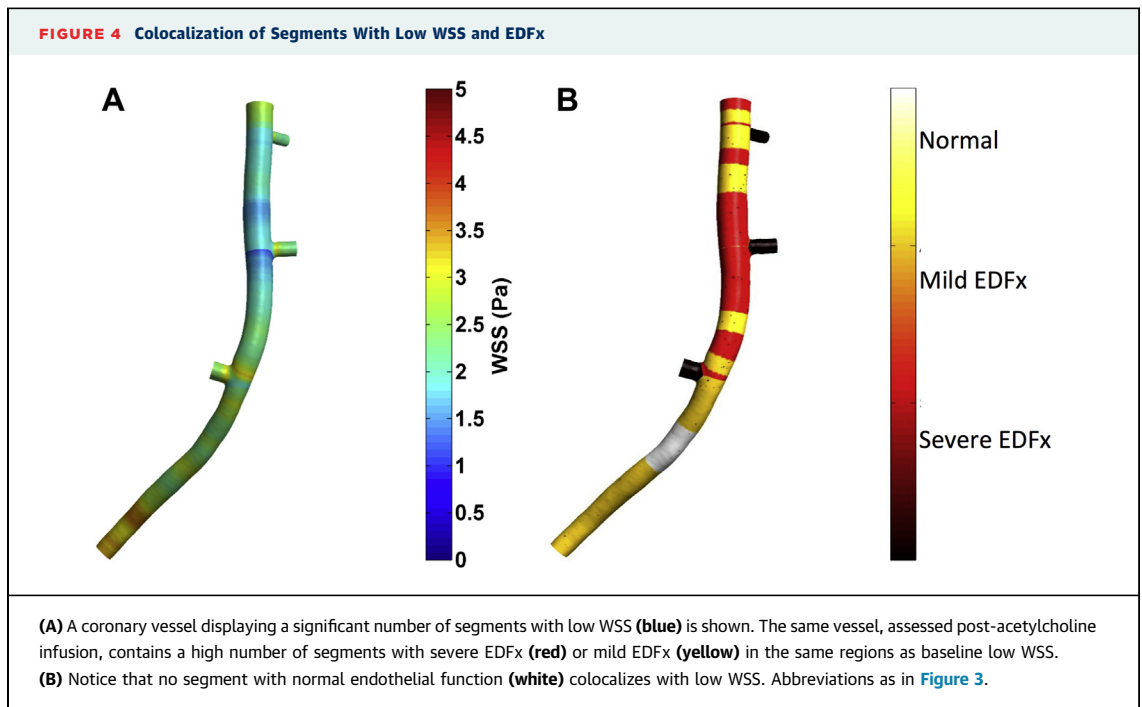 FIGURE 4 Colocalization of Segments With Low WSS and EDFx
A
B
5
4.5
4
3.5
3
2.5
2
1.5
1
0.5
0
WSS (Pa)
Normal
Mild EDFx
Severe EDFx
(A) A coronary vessel displaying a significant number of segments with low WSS (blue) is shown. The same vessel, assessed post-acetylcholine
infusion, contains a high number of segments with severe EDFx (red) or mild EDFx (yellow) in the same regions as baseline low WSS.
(B) Notice that no segment with normal endothelial function (white) colocalizes with low WSS. Abbreviations as in Figure 3.